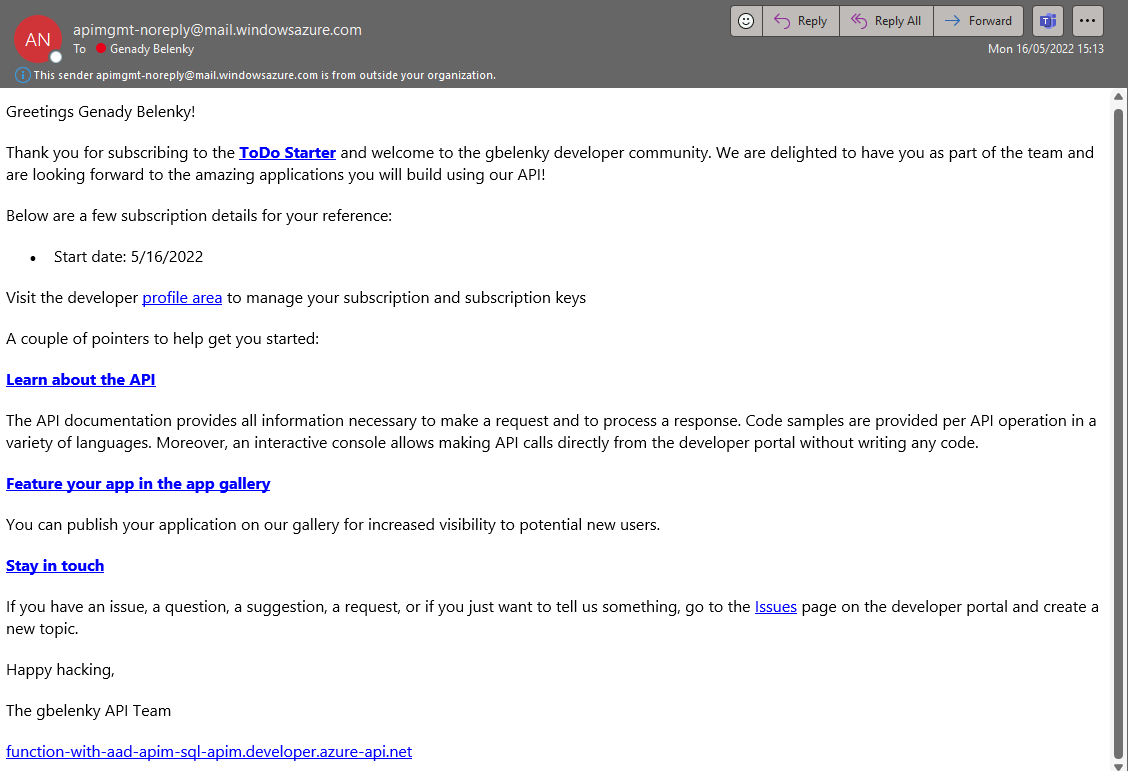 AN
apimgmt-noreply@mail.windowsazure.com
To Genady Belenky
Reply
Reply All
Forward
Mon 16/05/2022 15:13
This sender apimgmt-noreply@mail.windowsazure.com is from outside your organization.
Greetings Genady Belenky!
Thank you for subscribing to the ToDo Starter and welcome to the gbelenky developer community. We are delighted to have you as part of the team and
are looking forward to the amazing applications you will build using our API!
Below are a few subscription details for your reference:
• Start date: 5/16/2022
Visit the developer profile area to manage your subscription and subscription keys
A couple of pointers to help get you started:
Learn about the API
The API documentation provides all information necessary to make a request and to process a response. Code samples are provided per API operation in a
variety of languages. Moreover, an interactive console allows making API calls directly from the developer portal without writing any code.
Feature your app in the app gallery
You can publish your application on our gallery for increased visibility to potential new users.
Stay in touch
If you have an issue, a question, a suggestion, a request, or if you just want to tell us something, go to the Issues page on the developer portal and create a
new topic.
Happy hacking,
The gbelenky API Team
function-with-aad-apim-sql-apim.developer.azure-api.net